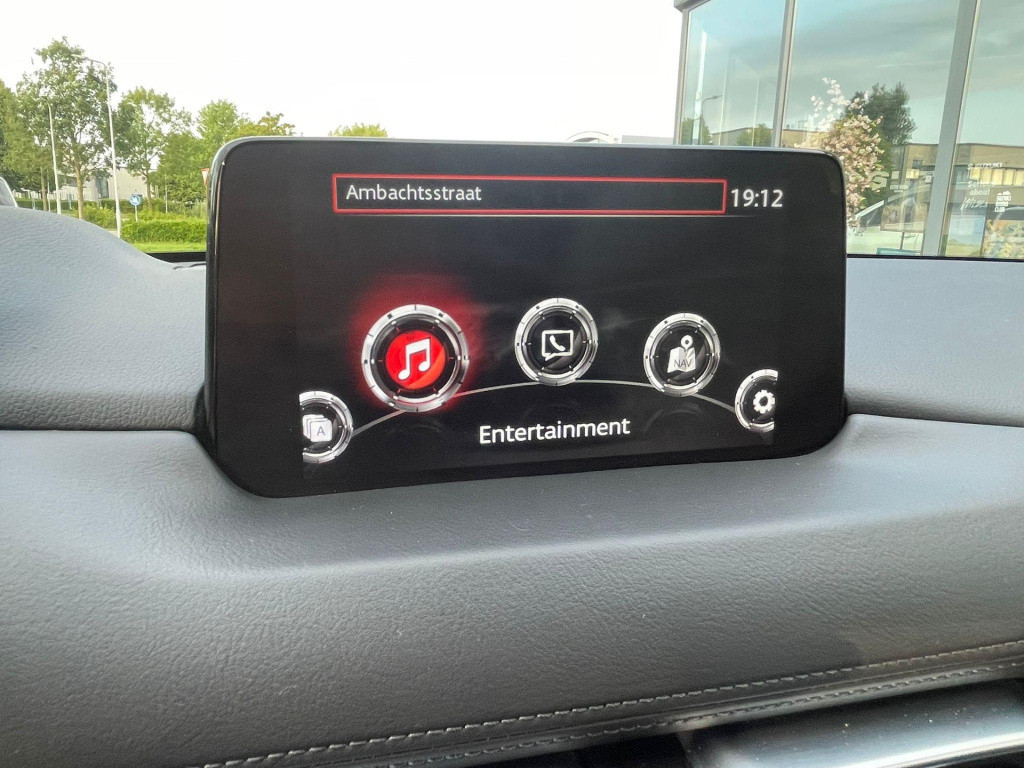 Ambachtsstraat
19:12
NAV
A
Entertainment